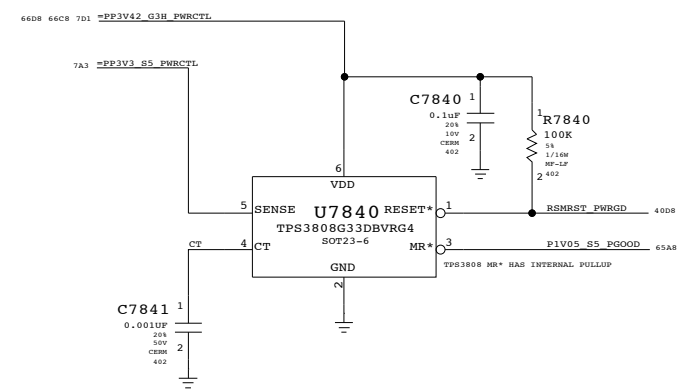 66D8 66C8 7D1 =PP3V42_G3H_PWRCTL
7A3 =PP3V3_S5_PWRCTL
C7840 1
0.1uF
20%
10V
CERM
402
2
1
R7840
100K
5%
1/16W
MF-LF
402
2
6
VDD
5 SENSE
U7840
RESET* 1
RSMRST_PWRGD 40D8
TPS3808G33DBVRG4
SOT23-6
CT 4 CT
MR* 3
P1V05_S5_PGOOD 65A8
TPS3808 MR* HAS INTERNAL PULLUP
GND
2
C7841 1
0.001UF
20%
50V
CERM
402
2